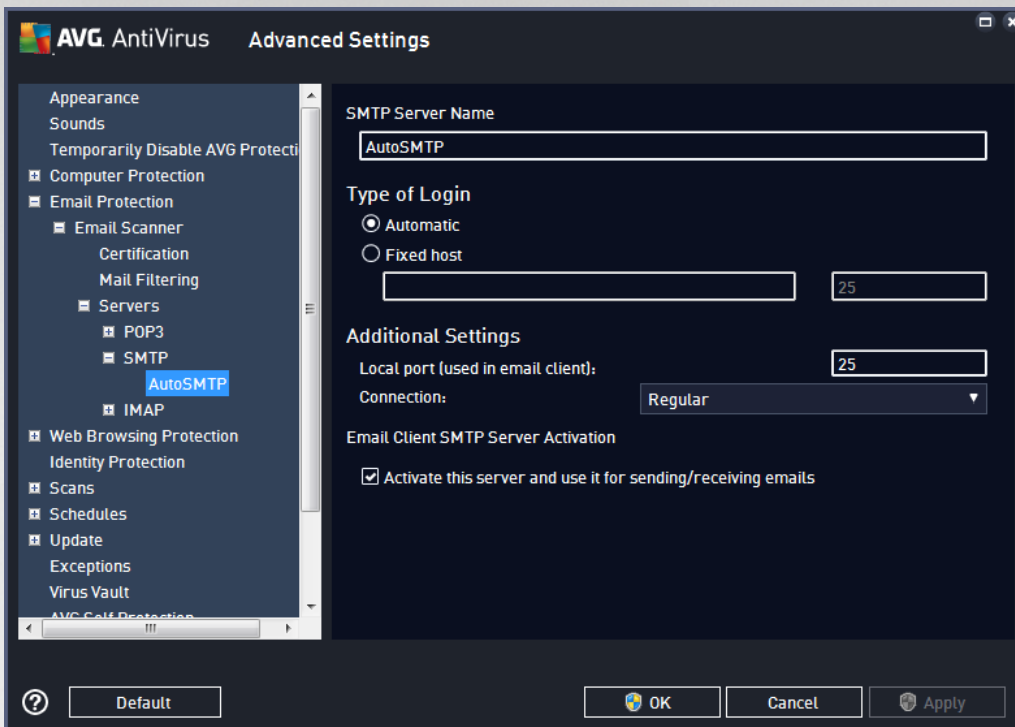 AVG AntiVirus Advanced Settings
Appearance
Sounds
Temporarily Disable AVG Protecti
Computer Protection
Email Protection
Email Scanner
Certification
Mail Filtering
Servers
POP3
SMTP
AutoSMTP
IMAP
Web Browsing Protection
Identity Protection
Scans
Schedules
Update
Exceptions
Virus Vault
AVG Self Protection
SMTP Server Name
AutoSMTP
Type of Login
Automatic
Fixed host
25
Additional Settings
Local port (used in email client): 25
Connection: Regular
Email Client SMTP Server Activation
Activate this server and use it for sending/receiving emails
? Default OK Cancel Apply